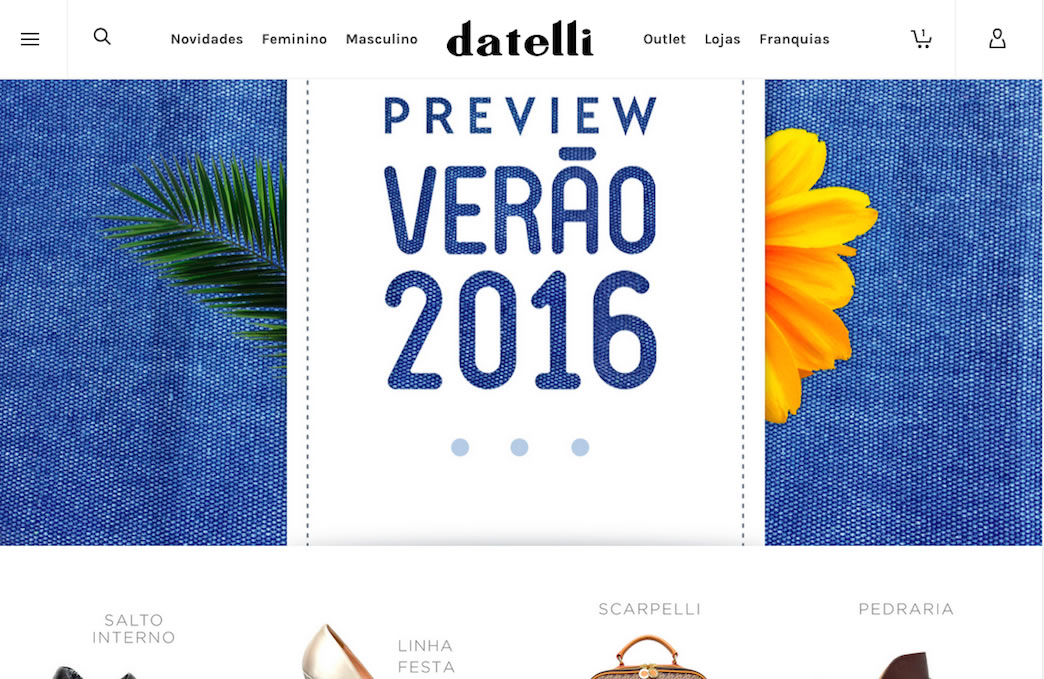 Novidades Feminino Masculino datelli Outlet Lojas Franquias 1
PREVIEW
VERÃO
2016
SALTO
INTERNO
LINHA
FESTA
SCARPELLI
PEDRARIA